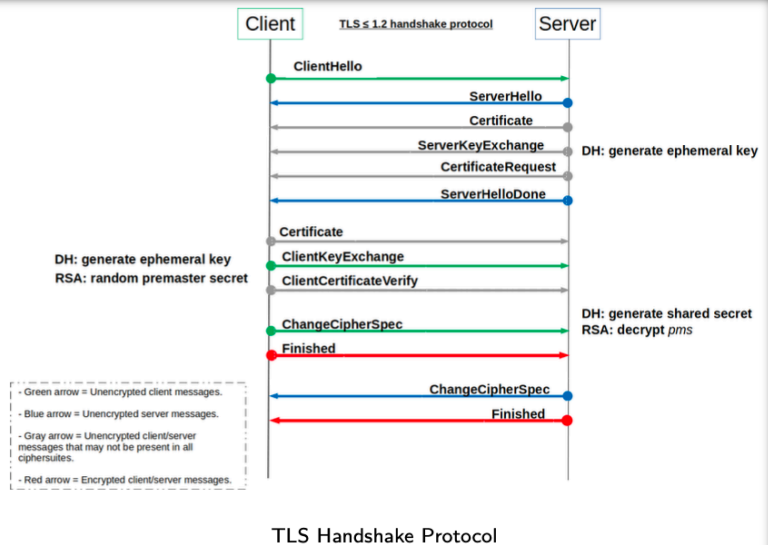 Client
TLS ≤ 1.2 handshake protocol
Server
ClientHello
ServerHello
Certificate
ServerKeyExchange
DH: generate ephemeral key
CertificateRequest
ServerHelloDone
Certificate
DH: generate ephemeral key
RSA: random premaster secret
ClientKeyExchange
ClientCertificateVerify
DH: generate shared secret
RSA: decrypt pms
ChangeCipherSpec
Finished
ChangeCipherSpec
Finished
- Green arrow = Unencrypted client messages.
- Blue arrow = Unencrypted server messages.
- Gray arrow = Unencrypted client/server
messages that may not be present in all
ciphersuites.
- Red arrow = Encrypted client/server messages.
TLS Handshake Protocol